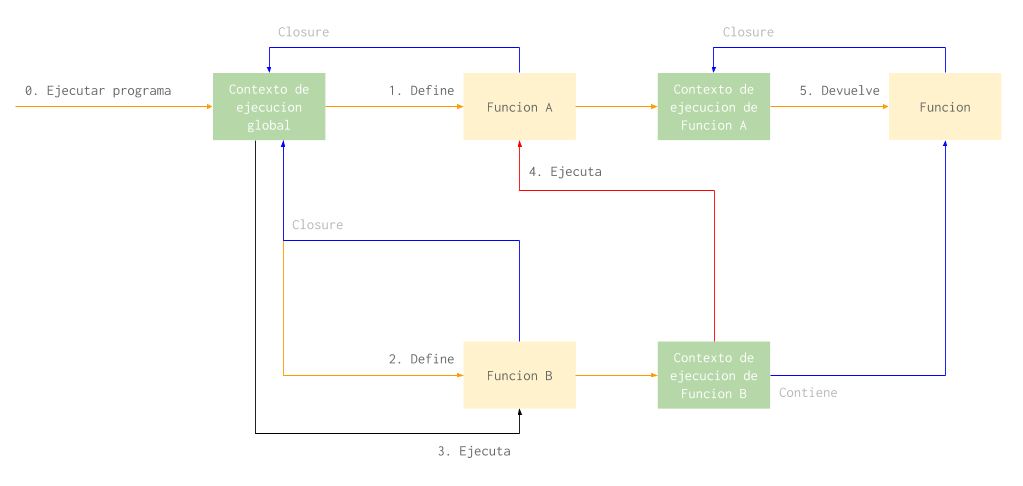 Closure
Closure
0. Ejecutar programa
Contexto de
ejecucion
global
1. Define
Funcion A
Contexto de
ejecucion de
Funcion A
5. Devuelve
Funcion
4. Ejecuta
Closure
2. Define
Funcion B
Contexto de
ejecucion de
Funcion B
Contiene
3. Ejecuta